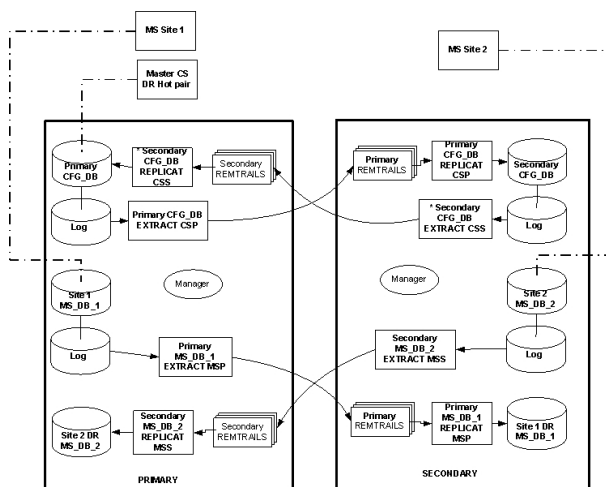 MS Site 1
MS Site 2
Master CS
DR Hot pair
Primary
CFG_DB
* Secondary
CFG_DB
REPLICAT
CSS
Secondary
REMTRAILS
Log
Primary CFG_DB
EXTRACT CSP
Manager
Site 1
MS_DB_1
Log
Primary
MS_DB_1
EXTRACT MSP
Site 2 DR
MS_DB_2
Secondary
MS_DB_2
REPLICAT
MSS
Secondary
REMTRAILS
PRIMARY
Primary
REMTRAILS
Primary
CFG_DB
REPLICAT
CSP
Secondary
CFG_DB
* Secondary
CFG_DB
EXTRACT CSS
Log
Manager
Site 2
MS_DB_2
Secondary
MS_DB_2
EXTRACT MSS
Log
Primary
REMTRAILS
Primary
MS_DB_1
REPLICAT
MSP
Site 1 DR
MS_DB_1
SECONDARY